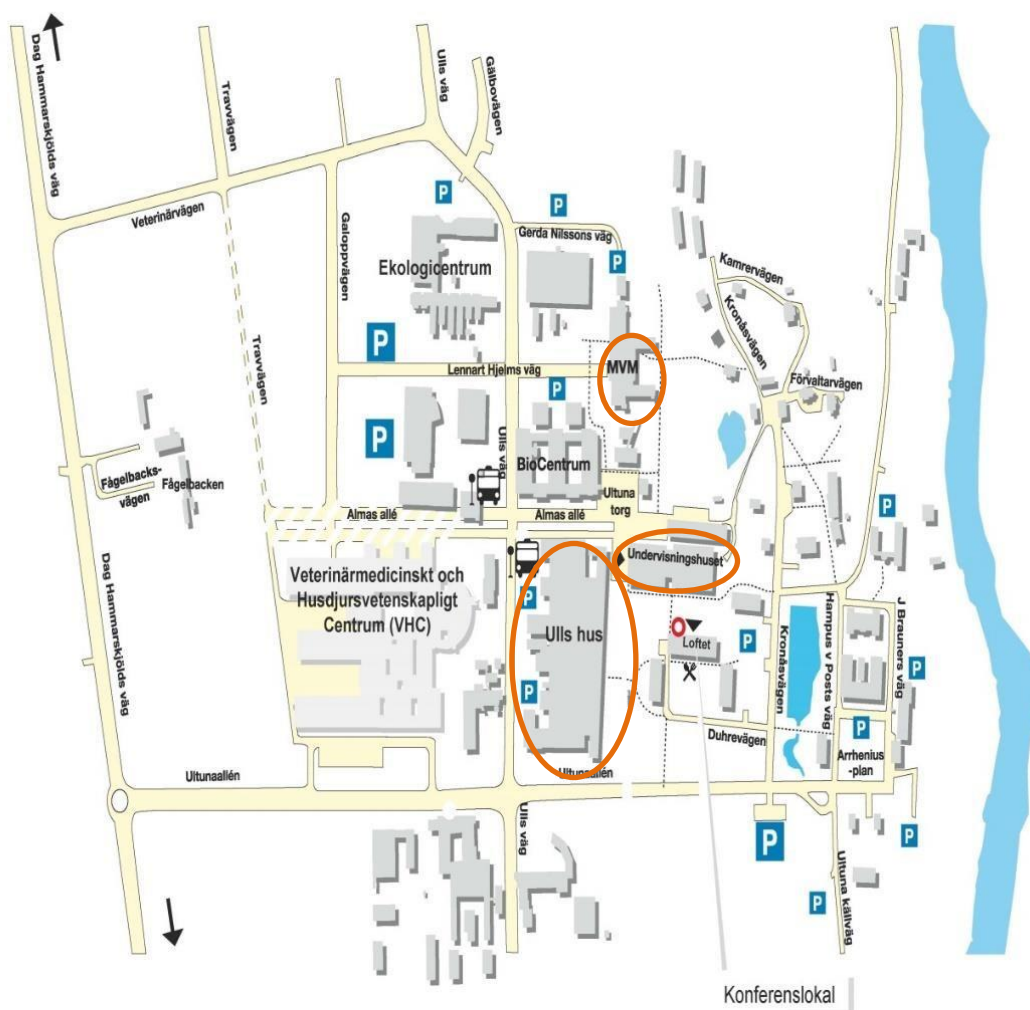 Dag Hammarskjölds väg
Travvägen
Ulls väg
Gälbovägen
P
P
Veterinärvägen
Galoppvägen
Gerda Nilssons väg
Ekologicentrum
P
Kamrervägen
Kronåsvägen
Travvägen
P
MVM
Lennart Hjelms väg
P
Förvaltarvägen
P
Ulls väg
BioCentrum
Fågelbacks-
vägen
Fågelbacken
Ultuna
torg
P
Almas allé
Almas allé
Undervisningshuset
Veterinärmedicinskt och
Husdjursvetenskapligt
Centrum (VHC)
P
Ulls hus
Loftet
P
Kronåsvägen
Hampus v Posts väg
J Brauners väg
P
Dag Hammarskjölds väg
P
Duhrevägen
P
Arrhenius
-plan
Ultunaallén
Ultunaallén
Ulls väg
P
P
Ultuna källväg
P
Konferenslokal